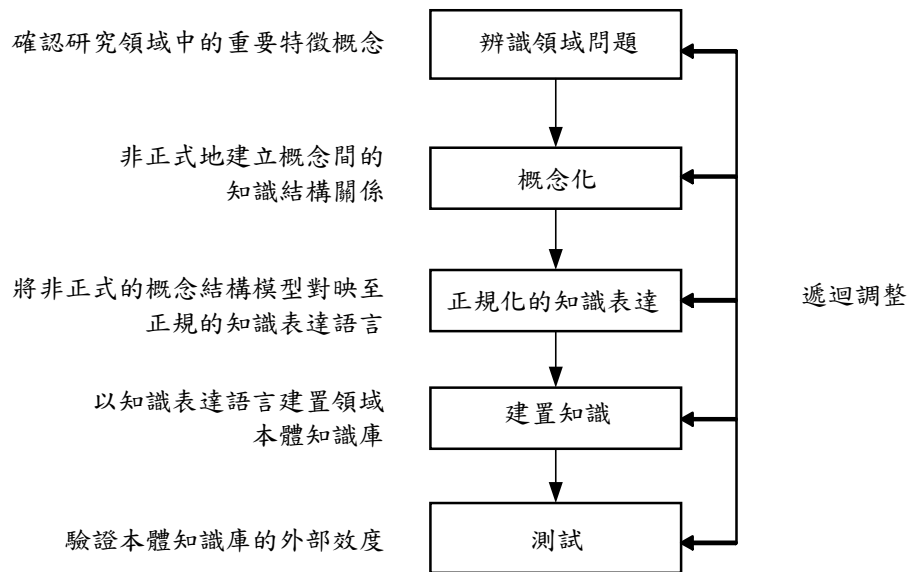 確認研究領域中的重要特徵概念
辨識領域問題
非正式地建立概念間的
知識結構關係
概念化
將非正式的概念結構模型對映至
正規的知識表達語言
正規化的知識表達
遞迴調整
以知識表達語言建置領域
本體知識庫
建置知識
驗證本體知識庫的外部效度
測試